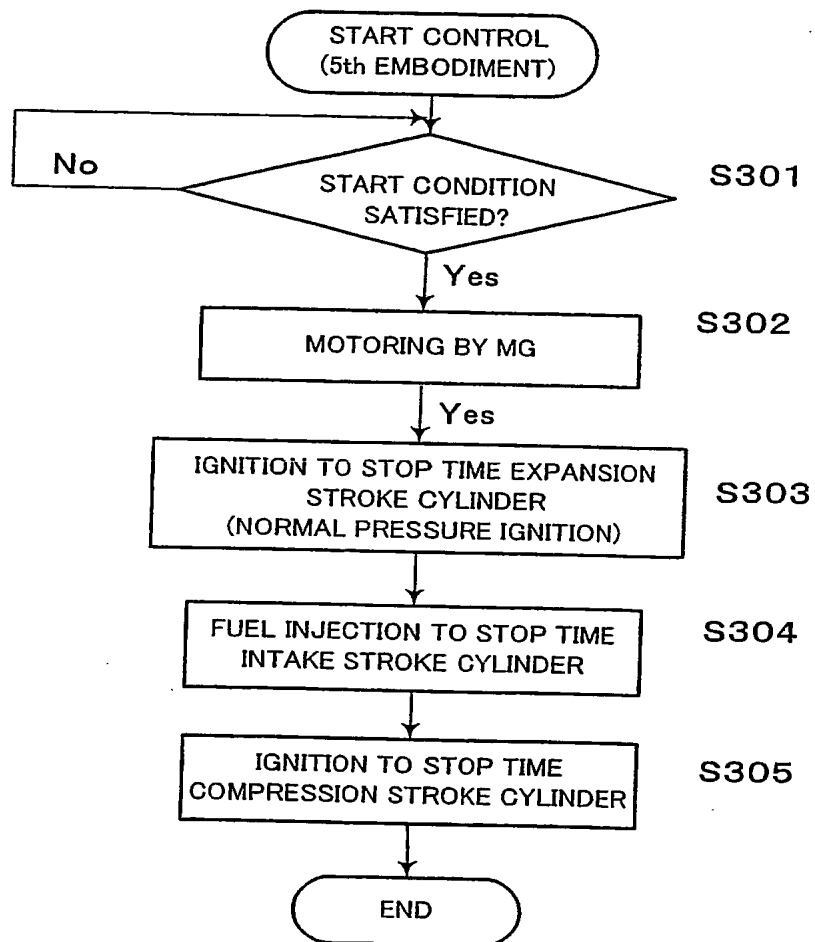 START CONTROL
(5th EMBODIMENT)
No
START CONDITION
SATISFIED?
S301
Yes
MOTORING BY MG
S302
Yes
IGNITION TO STOP TIME EXPANSION
STROKE CYLINDER
(NORMAL PRESSURE IGNITION)
S303
FUEL INJECTION TO STOP TIME
INTAKE STROKE CYLINDER
S304
IGNITION TO STOP TIME
COMPRESSION STROKE CYLINDER
S305
END